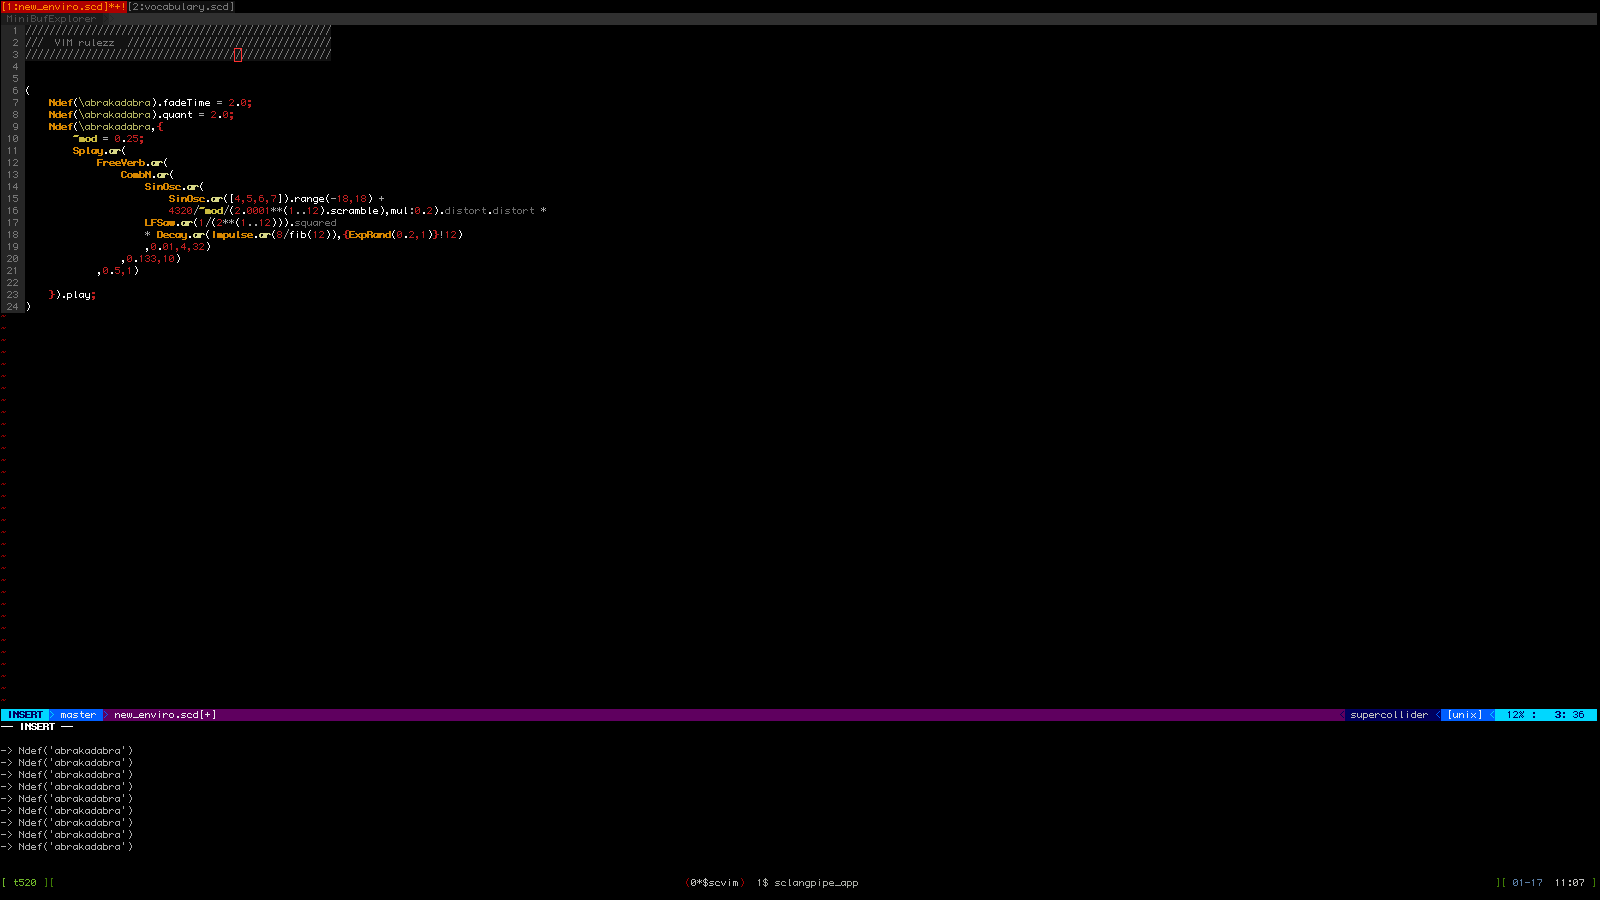 [1:new_enviro.scd]*+![2:vocabulary.scd]
MiniBufExplorer
1 ///////////////////////////////////////////////////
2 ///  VIM rulezz  //////////////////////////////////
3 ///////////////////////////////////////////////////
4
5
6 (
7     Ndef(\abrakadabra).fadeTime = 2.0;
8     Ndef(\abrakadabra).quant = 2.0;
9     Ndef(\abrakadabra,{
10         ~mod = 0.25;
11         Splay.ar(
12             FreeVerb.ar(
13                 CombN.ar(
14                     SinOsc.ar(
15                         SinOsc.ar([4,5,6,7]).range(-18,18) +
16                         4320/~mod/(2.0001**(1..12).scramble),mul:0.2).distort.distort *
17                     LFSaw.ar(1/(2**(1..12))).squared
18                     * Decay.ar(Impulse.ar(8/fib(12)),{ExpRand(0.2,1)}!12)
19                     ,0.01,4,32)
20                 ,0.133,10)
21             ,0.5,1)
22
23     }).play;
24 )
INSERT master new_enviro.scd[+] supercollider [unix] 12% : 3: 36
-- INSERT --
-> Ndef('abrakadabra')
-> Ndef('abrakadabra')
-> Ndef('abrakadabra')
-> Ndef('abrakadabra')
-> Ndef('abrakadabra')
-> Ndef('abrakadabra')
-> Ndef('abrakadabra')
-> Ndef('abrakadabra')
-> Ndef('abrakadabra')
[ t520 ][ (0*$scvim) 1$ sclangpipe_app ][ 01-17 11:07 ]